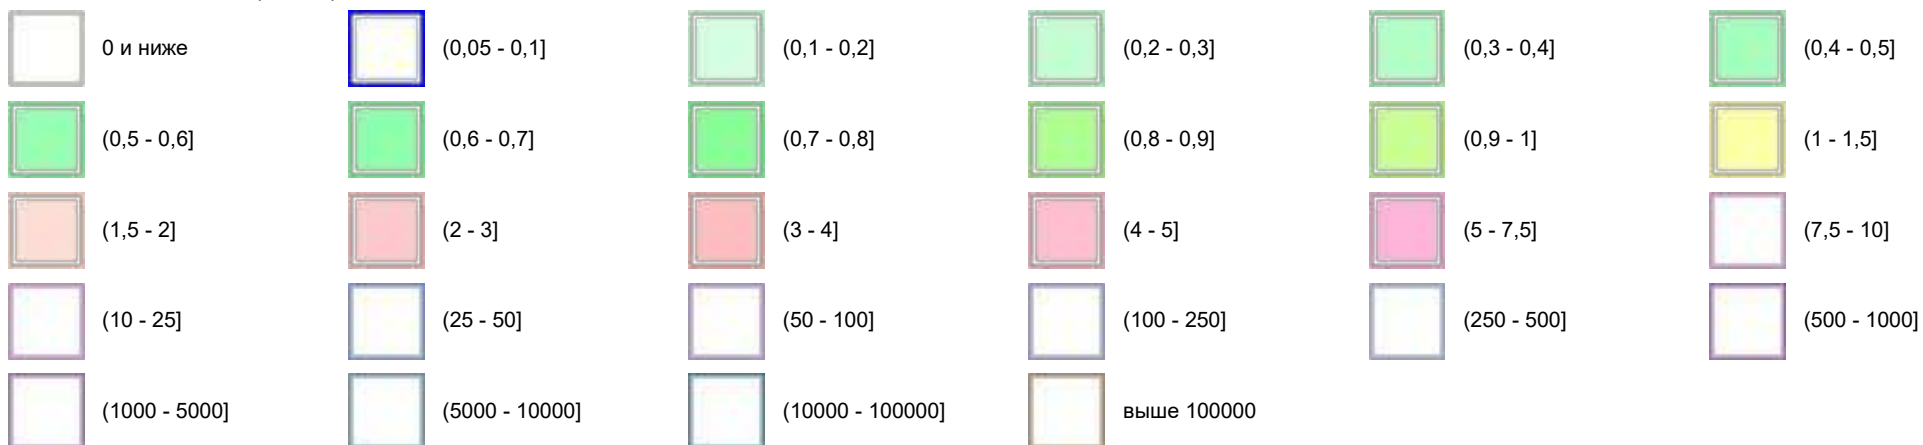 0 и ниже (0,05 - 0,1] (0,1 - 0,2] (0,2 - 0,3] (0,3 - 0,4] (0,4 - 0,5]
(0,5 - 0,6] (0,6 - 0,7] (0,7 - 0,8] (0,8 - 0,9] (0,9 - 1] (1 - 1,5]
(1,5 - 2] (2 - 3] (3 - 4] (4 - 5] (5 - 7,5] (7,5 - 10]
(10 - 25] (25 - 50] (50 - 100] (100 - 250] (250 - 500] (500 - 1000]
(1000 - 5000] (5000 - 10000] (10000 - 100000] выше 100000